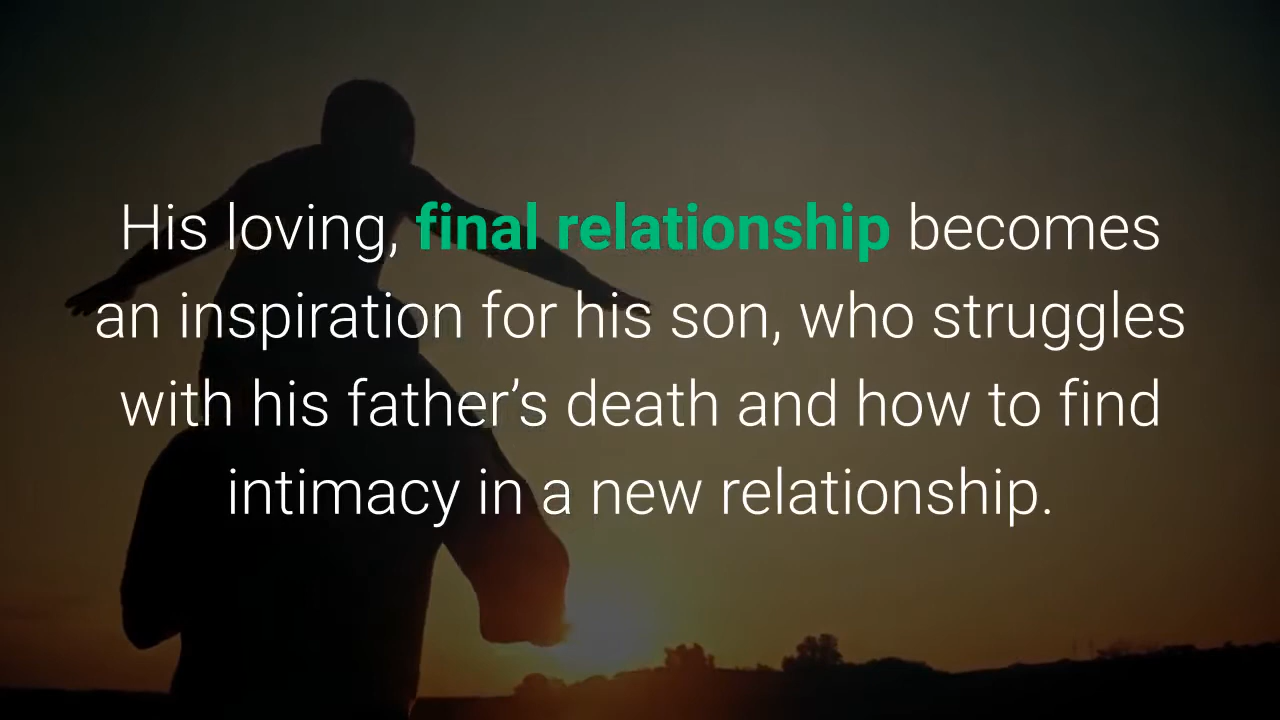 His loving, final relationship becomes
an inspiration for his son, who struggles
with his father’s death and how to find
intimacy in a new relationship.